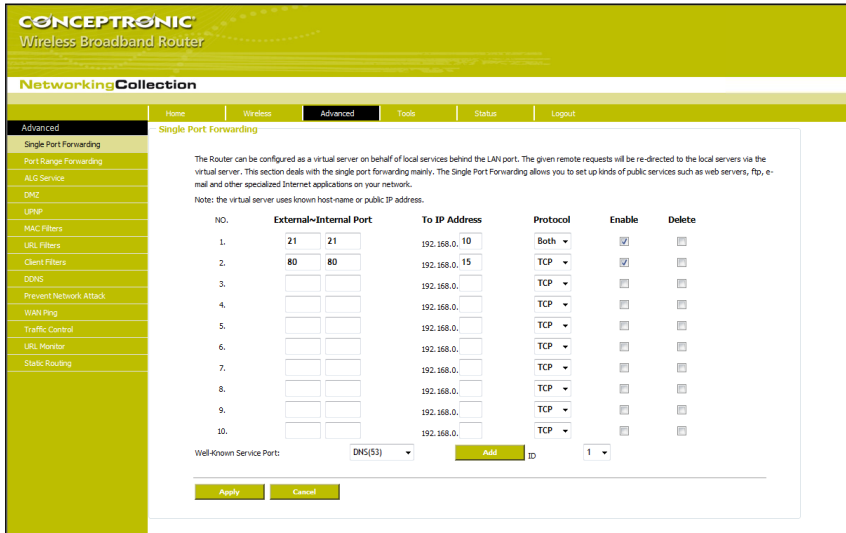 CONCEPTRONIC
Wireless Broadband Router
NetworkingCollection
Home Wireless Advanced Tools Status Logout
Advanced
Single Port Forwarding
Port Range Forwarding
ALG Service
DMZ
UPNP
MAC Filters
URL Filters
Client Filters
DDNS
Prevent Network Attack
WAN Ping
Traffic Control
URL Monitor
Static Routing
Single Port Forwarding
The Router can be configured as a virtual server on behalf of local services behind the LAN port. The given remote requests will be re-directed to the local servers via the
virtual server. This section deals with the single port forwarding mainly. The Single Port Forwarding allows you to set up kinds of public services such as web servers, ftp, e-
mail and other specialized Internet applications on your network.
Note: the virtual server uses known host-name or public IP address.
NO. External~Internal Port To IP Address Protocol Enable Delete
1. 21 21 192.168.0. 10 Both
2. 80 80 192.168.0. 15 TCP
3. 192.168.0. TCP
4. 192.168.0. TCP
5. 192.168.0. TCP
6. 192.168.0. TCP
7. 192.168.0. TCP
8. 192.168.0. TCP
9. 192.168.0. TCP
10. 192.168.0. TCP
Well-Known Service Port: DNS(53) Add ID 1
Apply Cancel